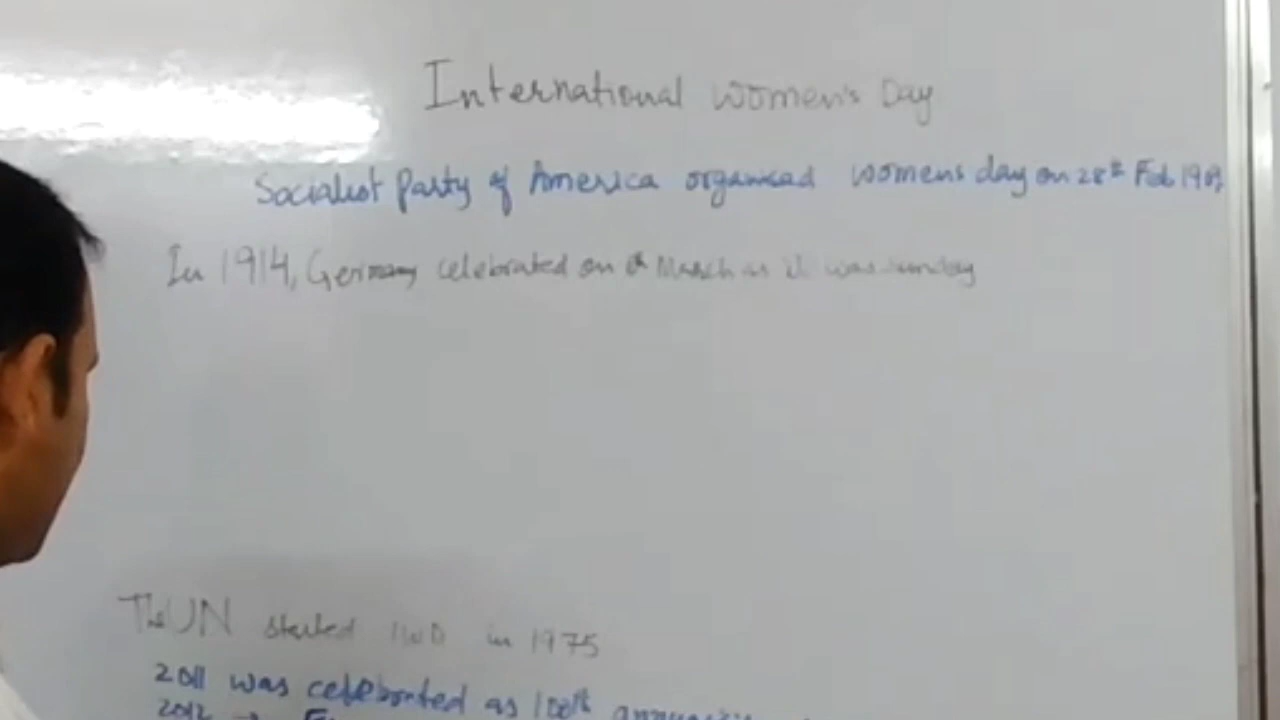 International Women's Day
Socialist Party of America organised womens day on 28th Feb 1909
In 1914, Germany celebrated on March as it was sunday
The UN started IWD in 1975
2011 was celebrated as 100th
2012 →